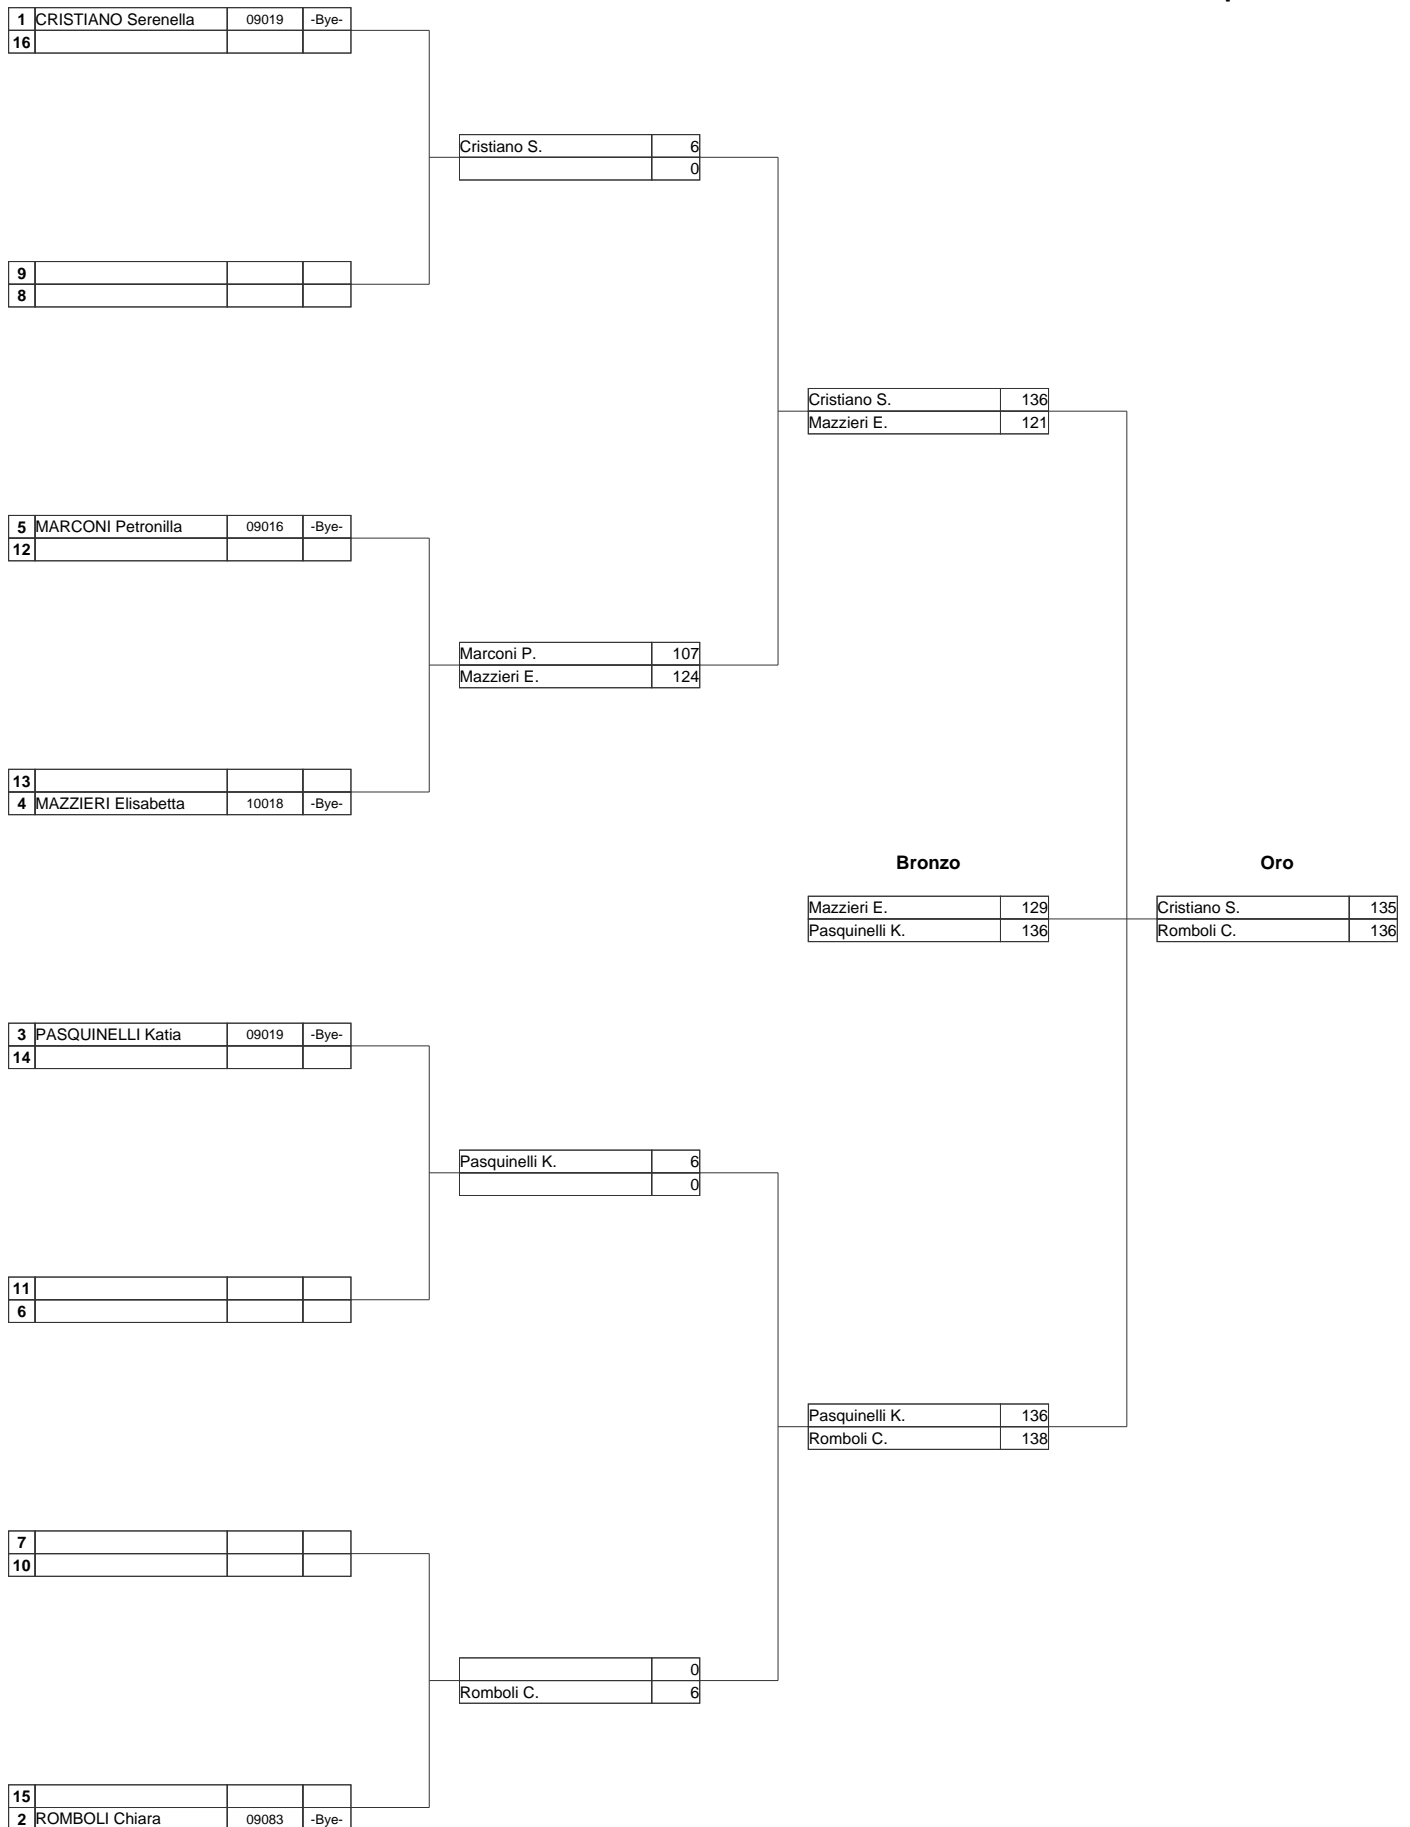 1 CRISTIANO Serenella 09019 -Bye-
16
Cristiano S. 6
0
9
8
Cristiano S. 136
Mazzieri E. 121
5 MARCONI Petronilla 09016 -Bye-
12
Marconi P. 107
Mazzieri E. 124
13
4 MAZZIERI Elisabetta 10018 -Bye-
Bronzo Oro
Mazzieri E. 129 Cristiano S. 135
Pasquinelli K. 136 Romboli C. 136
3 PASQUINELLI Katia 09019 -Bye-
14
Pasquinelli K. 6
0
11
6
Pasquinelli K. 136
Romboli C. 138
7
10
0
Romboli C. 6
15
2 ROMBOLI Chiara 09083 -Bye-